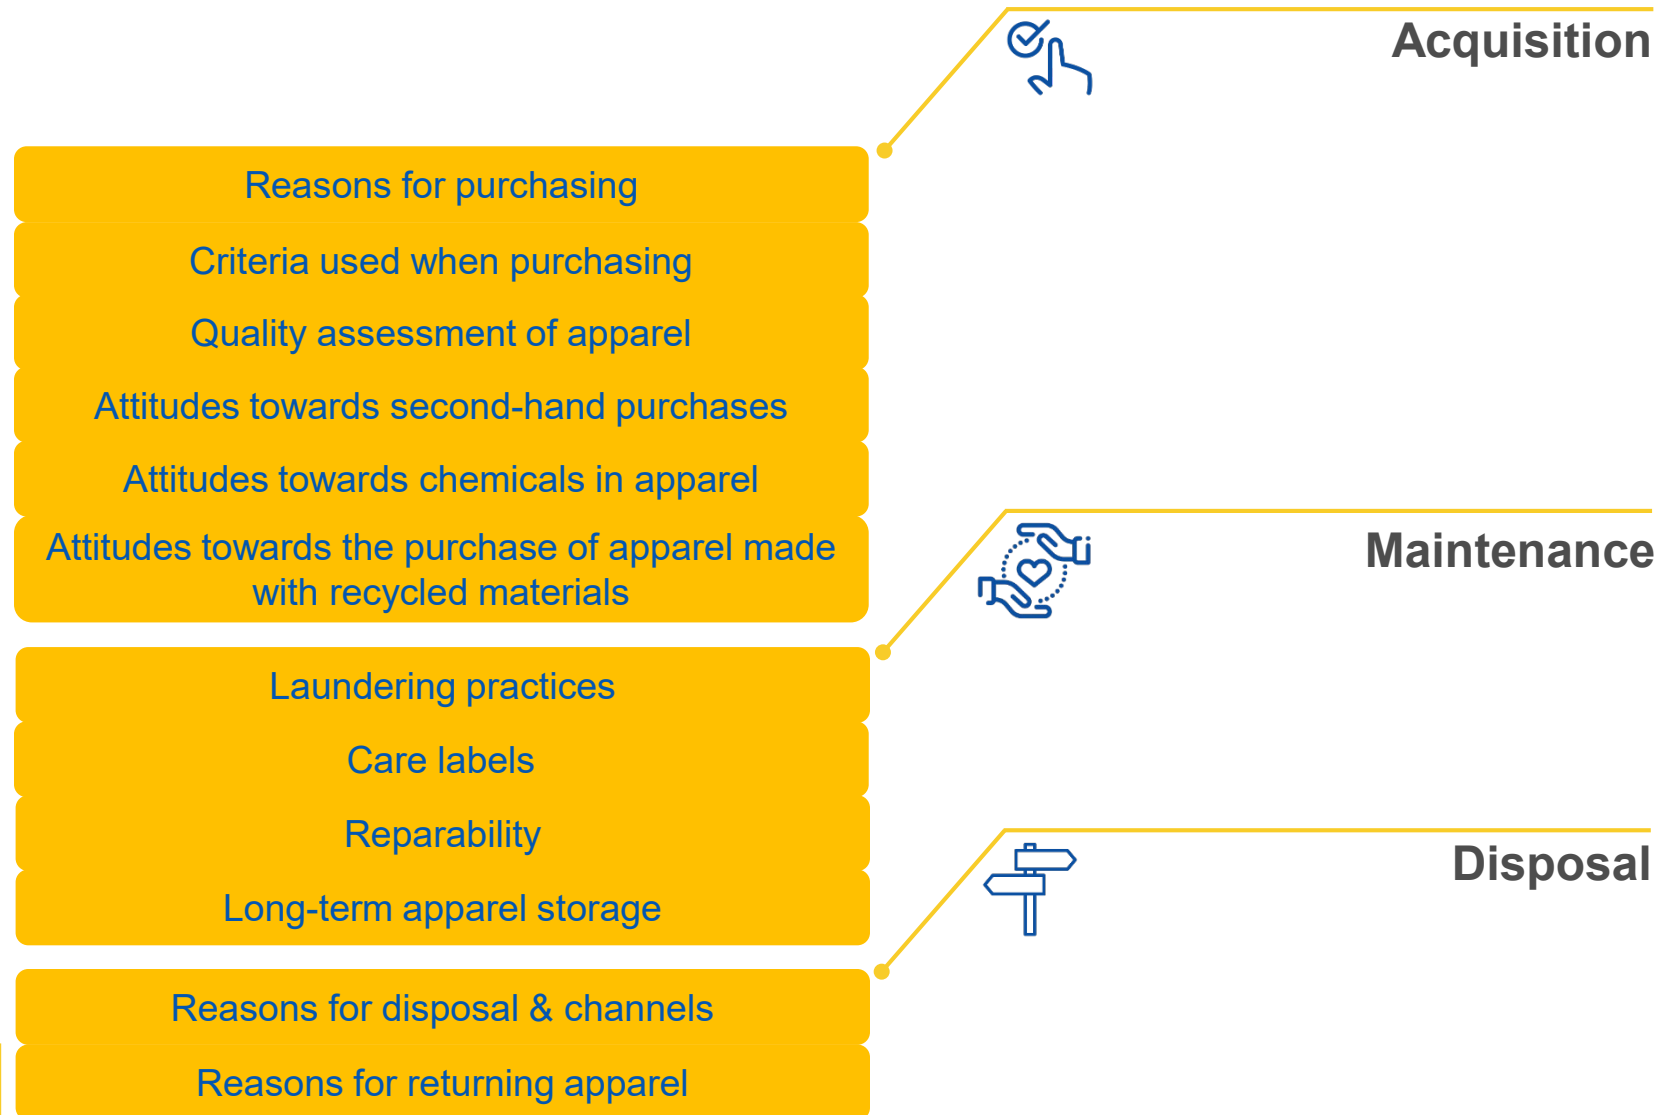 Acquisition
Reasons for purchasing
Criteria used when purchasing
Quality assessment of apparel
Attitudes towards second-hand purchases
Attitudes towards chemicals in apparel
Attitudes towards the purchase of apparel made
with recycled materials
Maintenance
Laundering practices
Care labels
Reparability
Long-term apparel storage
Disposal
Reasons for disposal & channels
Reasons for returning apparel